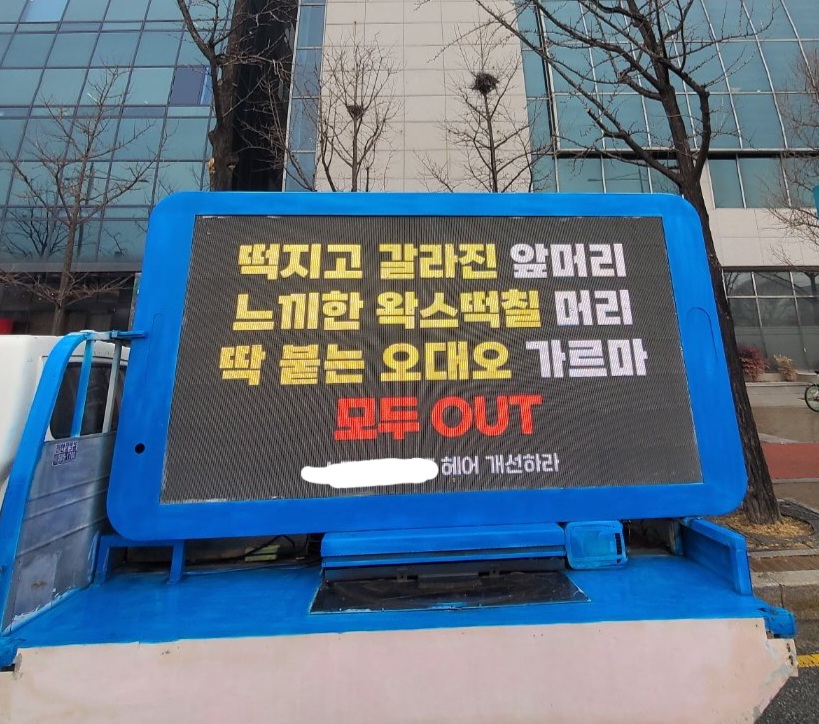 떡지고 갈라진 앞머리
느끼한 왁스떡칠 머리
딱 붙는 오대오 가르마
모두 OUT
헤어 개선하라